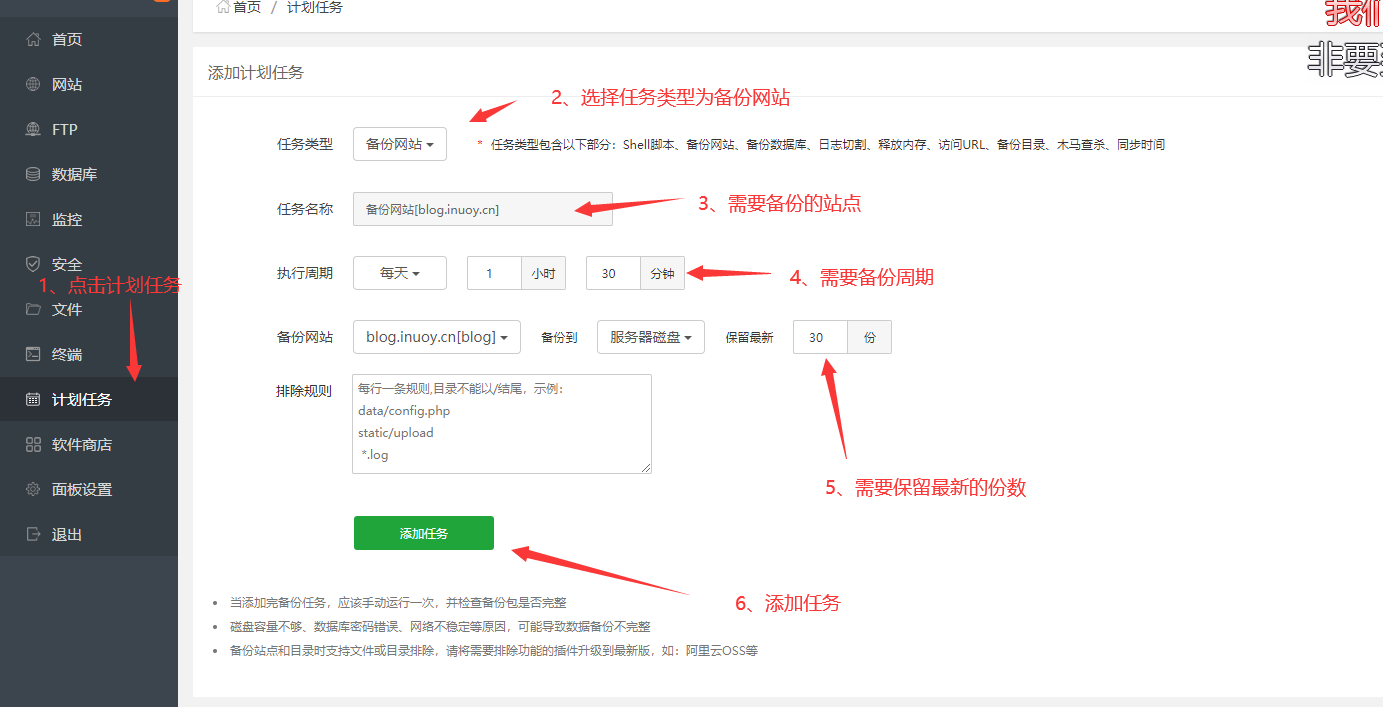 首页 / 计划任务
我们
非要
首页
网站
FTP
数据库
监控
安全
1、点击计划任务
文件
终端
计划任务
软件商店
面板设置
退出
添加计划任务
2、选择任务类型为备份网站
任务类型 备份网站 * 任务类型包含以下部分：Shell脚本、备份网站、备份数据库、日志切割、释放内存、访问URL、备份目录、木马查杀、同步时间
任务名称 备份网站[blog.inuoy.cn] 3、需要备份的站点
执行周期 每天 1 小时 30 分钟 4、需要备份周期
备份网站 blog.inuoy.cn[blog] 备份到 服务器磁盘 保留最新 30 份
排除规则 每行一条规则,目录不能以/结尾，示例：
data/config.php
static/upload
*.log
5、需要保留最新的份数
添加任务
6、添加任务
当添加完备份任务，应该手动运行一次，并检查备份包是否完整
磁盘容量不够、数据库密码错误、网络不稳定等原因，可能导致数据备份不完整
备份站点和目录时支持文件或目录排除，请将需要排除功能的插件升级到最新版，如：阿里云OSS等